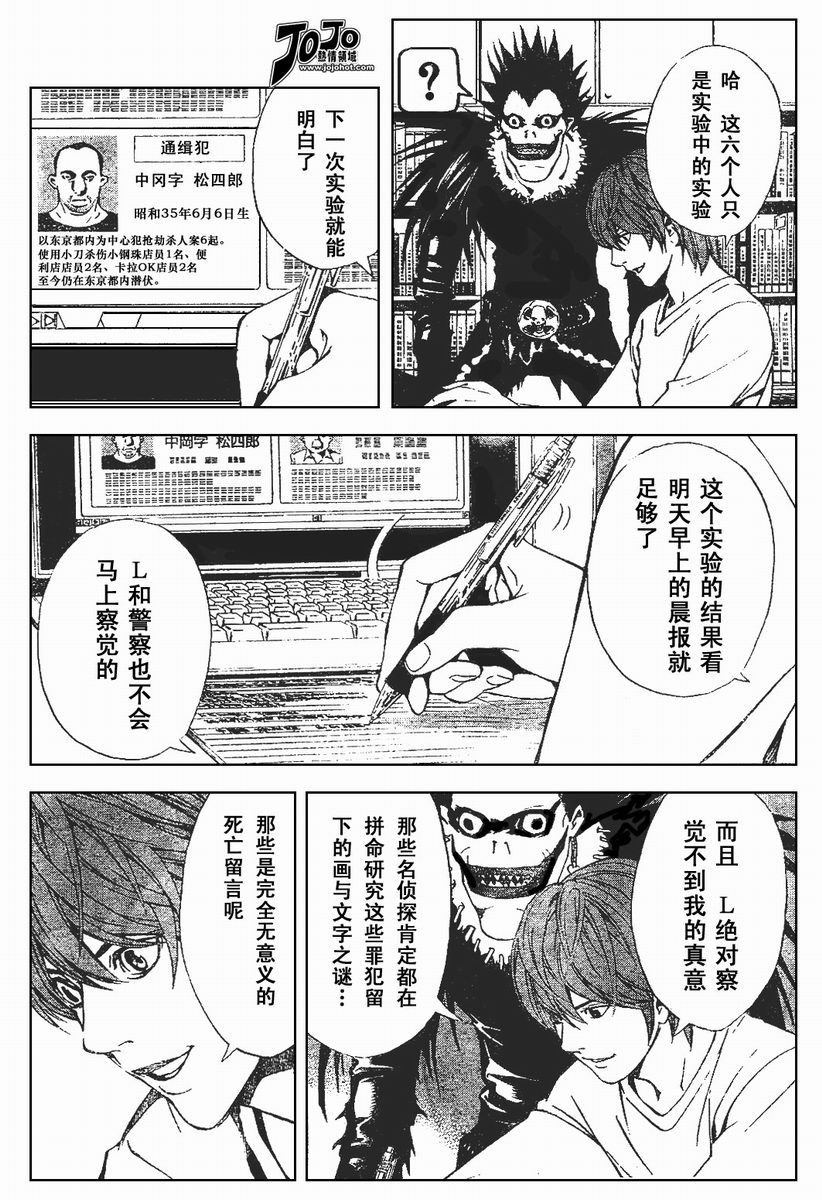 JOJO
熱情領域
www.jojohot.com
?
哈 这六个人只
是实验中的实验
下一次实验就能
明白了
通缉犯
中冈字 松四郎
昭和35年6月6日生
以东京都内为中心犯抢劫杀人案6起。
使用小刀杀伤小钢珠店员1名、便
利店店员2名、卡拉OK店员2名
至今仍在东京都内潜伏。
中冈字 松四郎
这个实验的结果看
明天早上的晨报就
足够了
L和警察也不会
马上察觉的
而且 L绝对察
觉不到我的真意
那些名侦探肯定都在
拼命研究这些罪犯留
下的画与文字之谜…
那些是完全无意义的
死亡留言呢